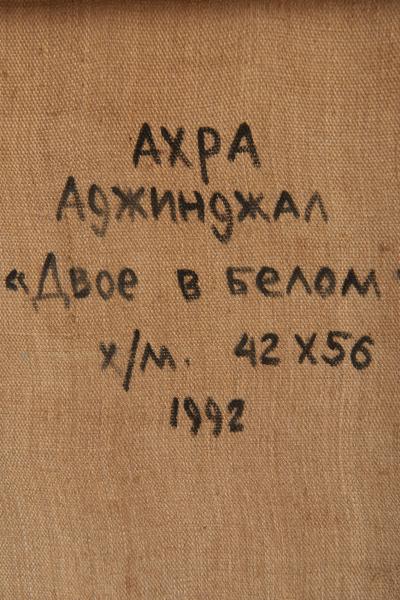 АХРА
Аджинджал
«Двое в белом"
х/м. 42х56
1992